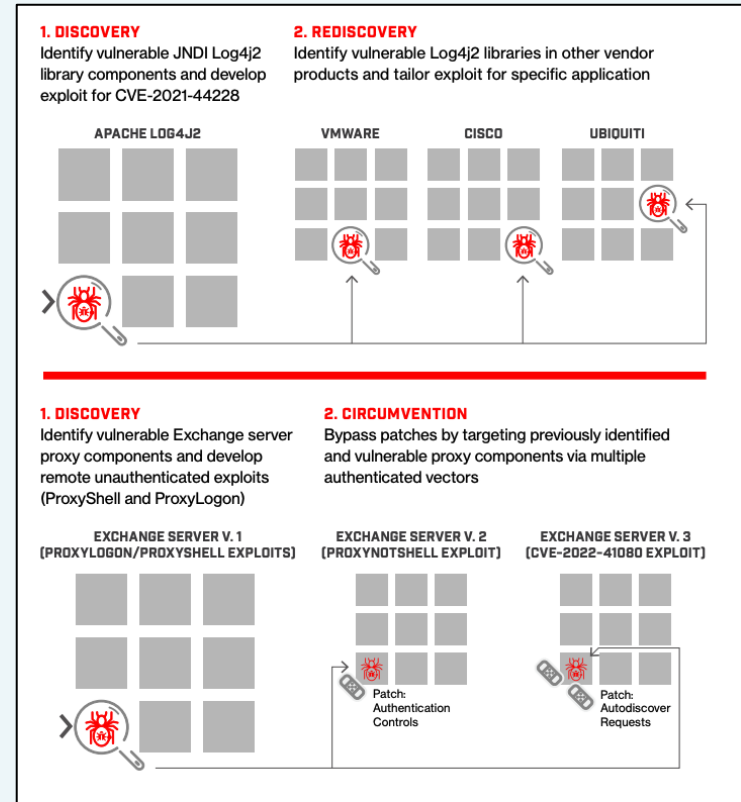 1. DISCOVERY
Identify vulnerable JNDI Log4j2
library components and develop
exploit for CVE-2021-44228
2. REDISCOVERY
Identify vulnerable Log4j2 libraries in other vendor
products and tailor exploit for specific application
APACHE LOG4J2
VMWARE
CISCO
UBIQUITI
1. DISCOVERY
Identify vulnerable Exchange server
proxy components and develop
remote unauthenticated exploits
(ProxyShell and ProxyLogon)
2. CIRCUMVENTION
Bypass patches by targeting previously identified
and vulnerable proxy components via multiple
authenticated vectors
EXCHANGE SERVER V. 1
(PROXYLOGON/PROXYSHELL EXPLOITS)
EXCHANGE SERVER V. 2
(PROXYNOTSHELL EXPLOIT)
EXCHANGE SERVER V. 3
(CVE-2022-41080 EXPLOIT)
Patch:
Authentication
Controls
Patch:
Autodiscover
Requests